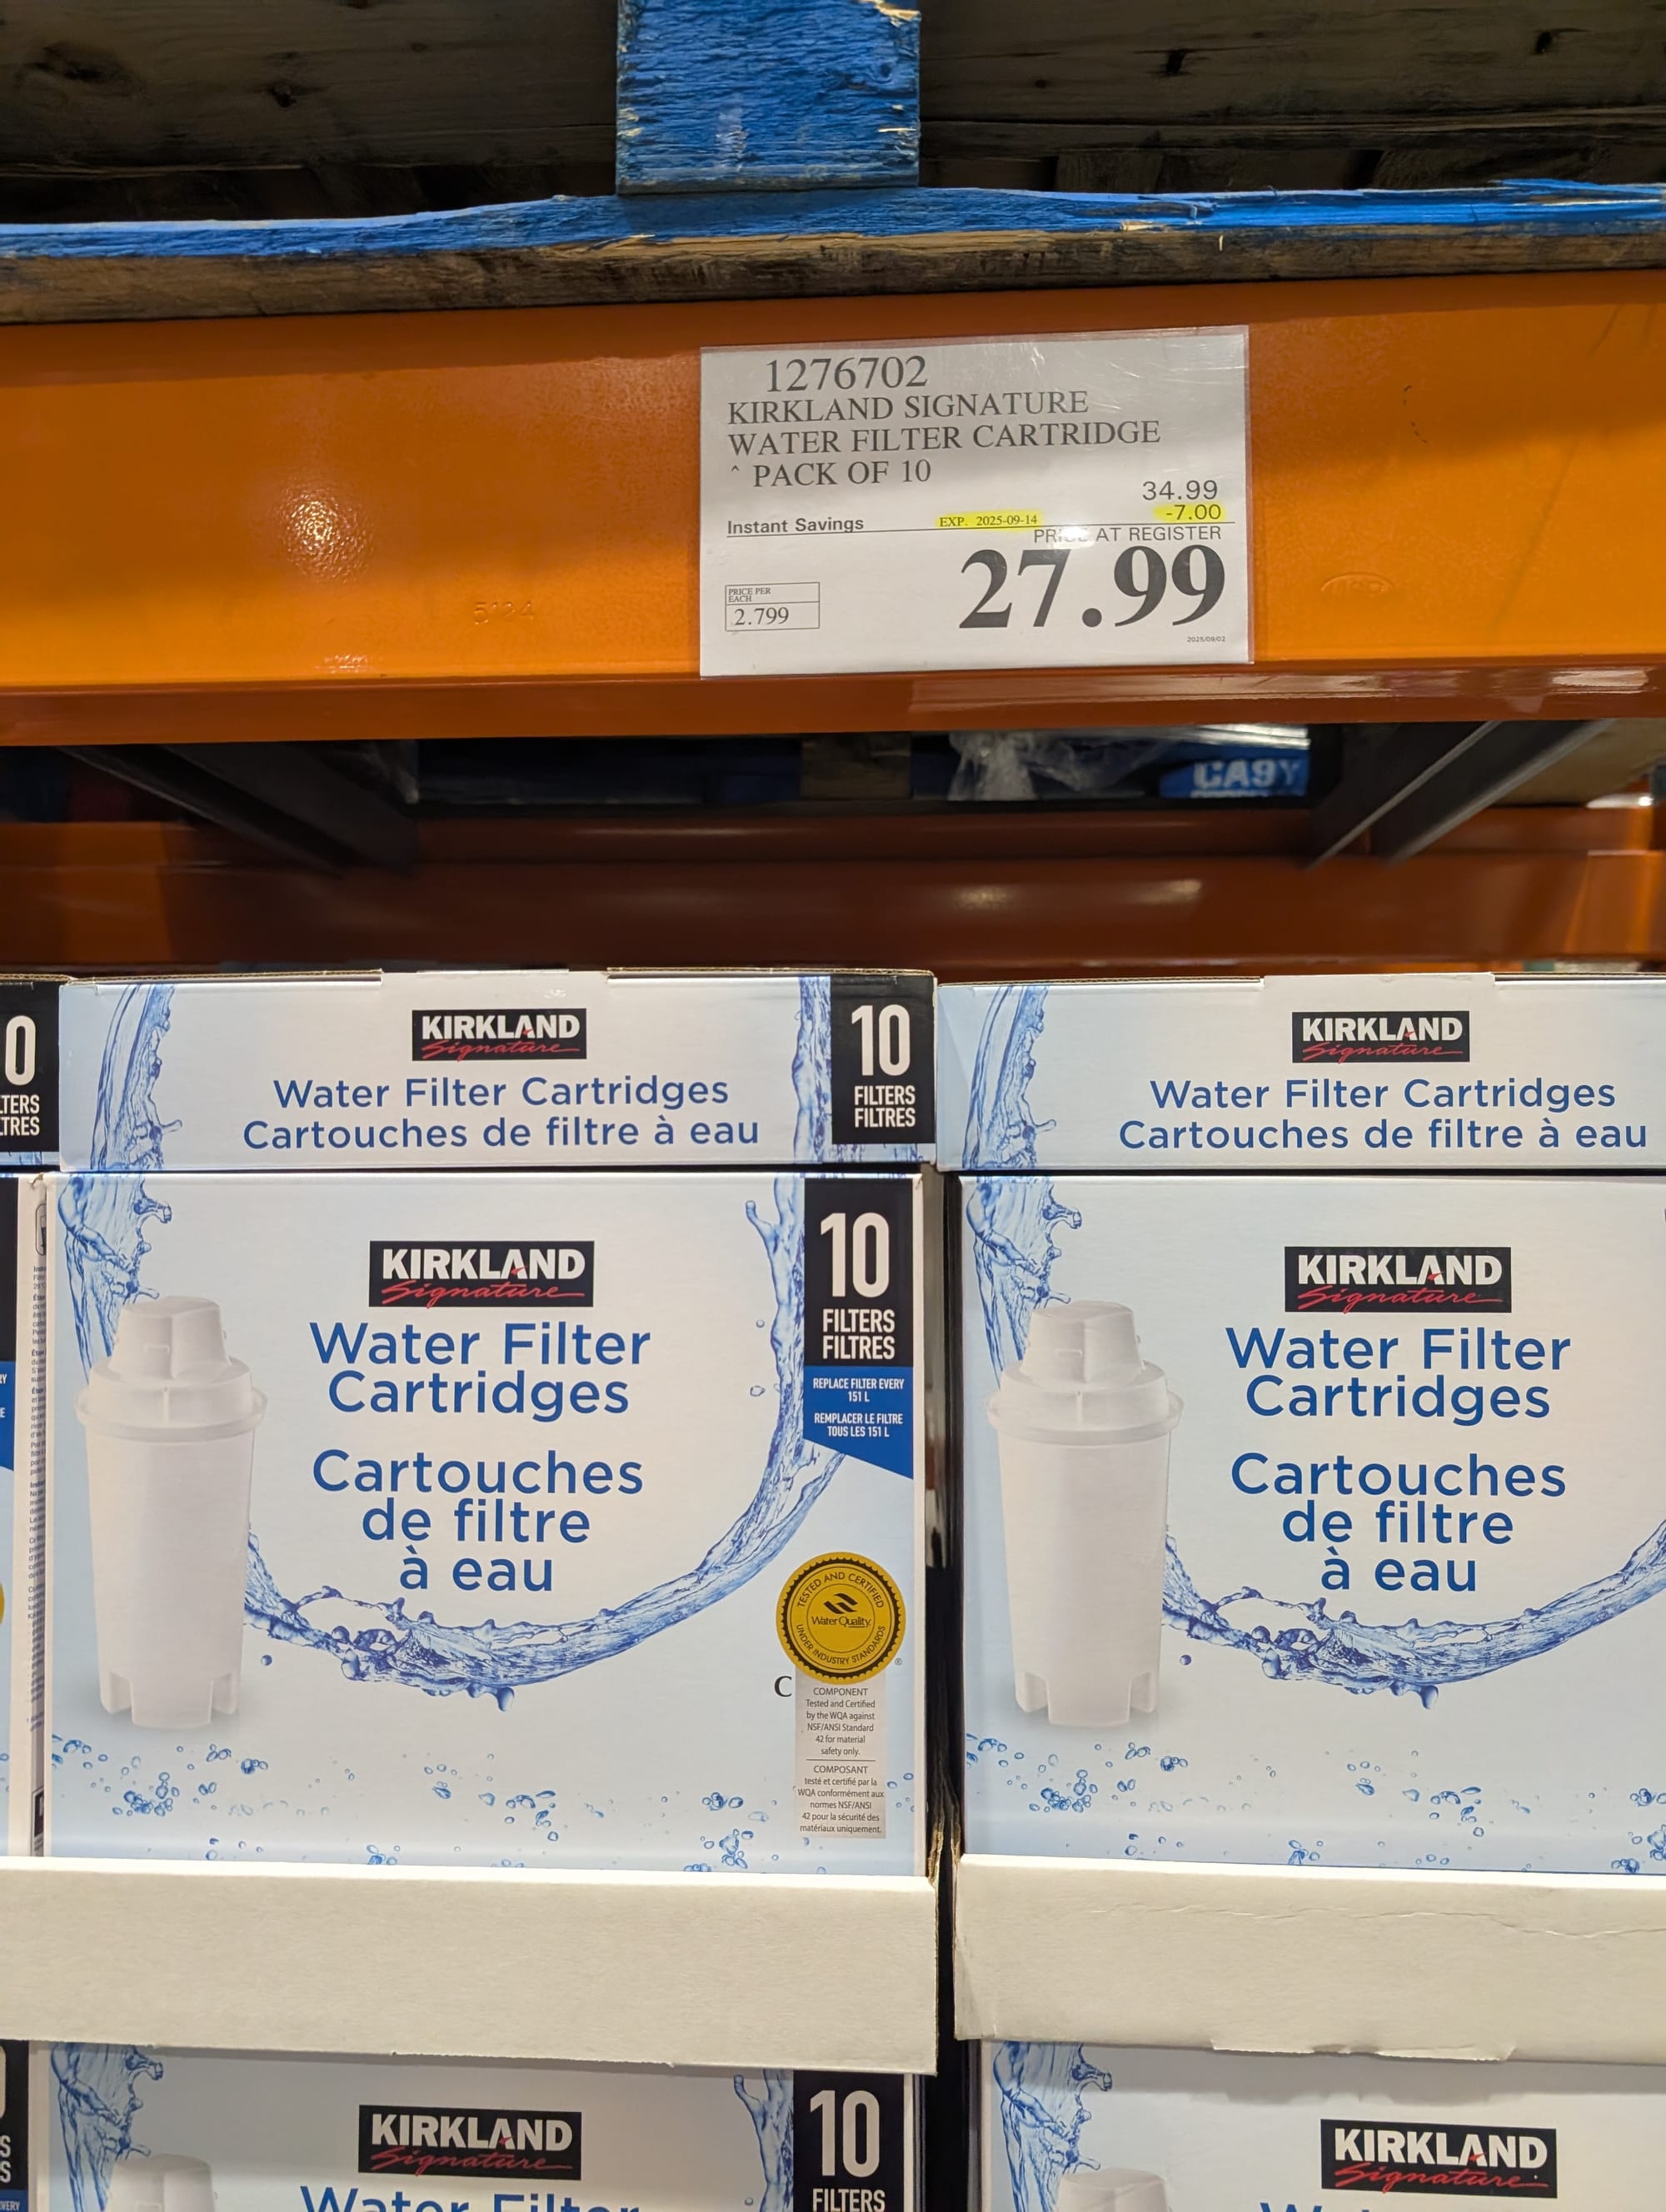 1276702
KIRKLAND SIGNATURE
WATER FILTER CARTRIDGE
^ PACK OF 10
34.99
Instant Savings EXP. 2025-09-14 -7.00
PRICE AT REGISTER
27.99
PRICE PER
EACH
2.799
2025/09/02
5124
0
TERS
TRES
KIRKLAND
Signature
Water Filter Cartridges
Cartouches de filtre à eau
10
FILTERS
FILTRES
KIRKLAND
Signature
Water Filter Cartridges
Cartouches de filtre à eau
KIRKLAND
Signature
Water Filter
Cartridges
Cartouches
de filtre
à eau
10
FILTERS
FILTRES
REPLACE FILTER EVERY
151 L
REMPLACER LE FILTRE
TOUS LES 151 L
TESTED AND CERTIFIED
Water Quality
UNDER INDUSTRY STANDARDS
®
C
COMPONENT
Tested and Certified
by the WQA against
NSF/ANSI Standard
42 for material
safety only.
COMPOSANT
testé et certifié par la
WQA conformément aux
normes NSF/ANSI
42 pour la sécurité des
matériaux uniquement.
KIRKLAND
Signature
Water Filter
Cartridges
Cartouches
de filtre
à eau
KIRKLAND
Signature
Water Filter
10
FILTERS
KIRKLAND
Signature